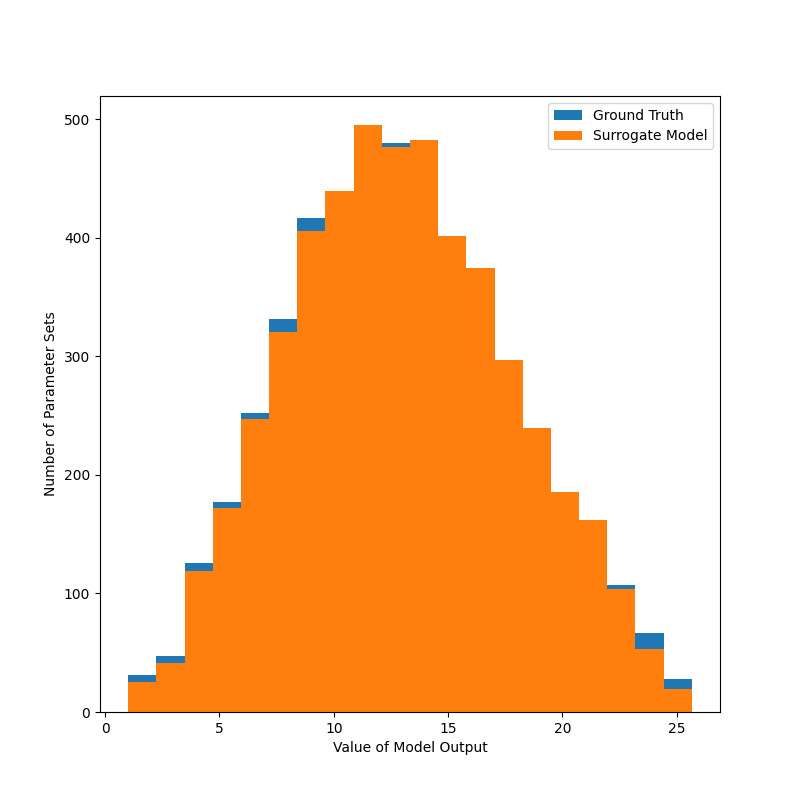 Ground Truth
Surrogate Model
500
400
300
200
100
0
Number of Parameter Sets
0 5 10 15 20 25
Value of Model Output